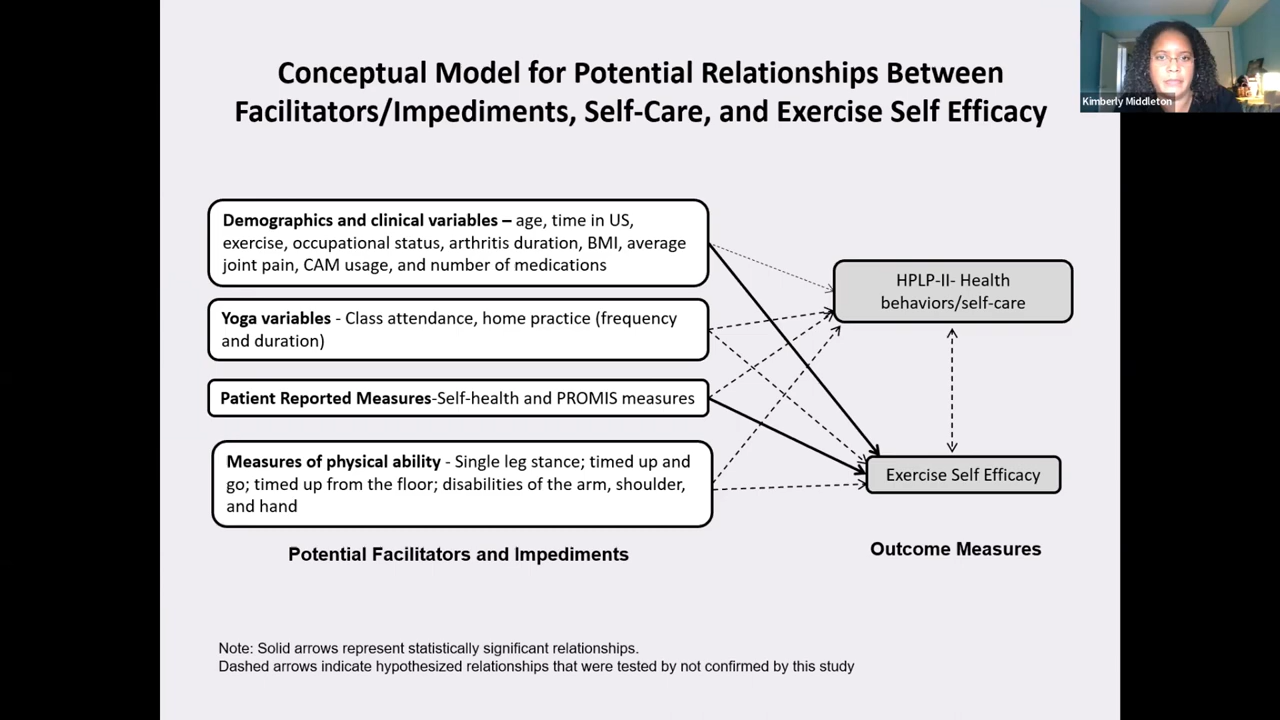 Conceptual Model for Potential Relationships Between
Facilitators/Impediments, Self-Care, and Exercise Self Efficacy
Kimberly Middleton
Demographics and clinical variables – age, time in US,
exercise, occupational status, arthritis duration, BMI, average
joint pain, CAM usage, and number of medications
Yoga variables - Class attendance, home practice (frequency
and duration)
Patient Reported Measures-Self-health and PROMIS measures
Measures of physical ability - Single leg stance; timed up and
go; timed up from the floor; disabilities of the arm, shoulder,
and hand
Potential Facilitators and Impediments
HPLP-II- Health
behaviors/self-care
Exercise Self Efficacy
Outcome Measures
Note: Solid arrows represent statistically significant relationships.
Dashed arrows indicate hypothesized relationships that were tested by not confirmed by this study